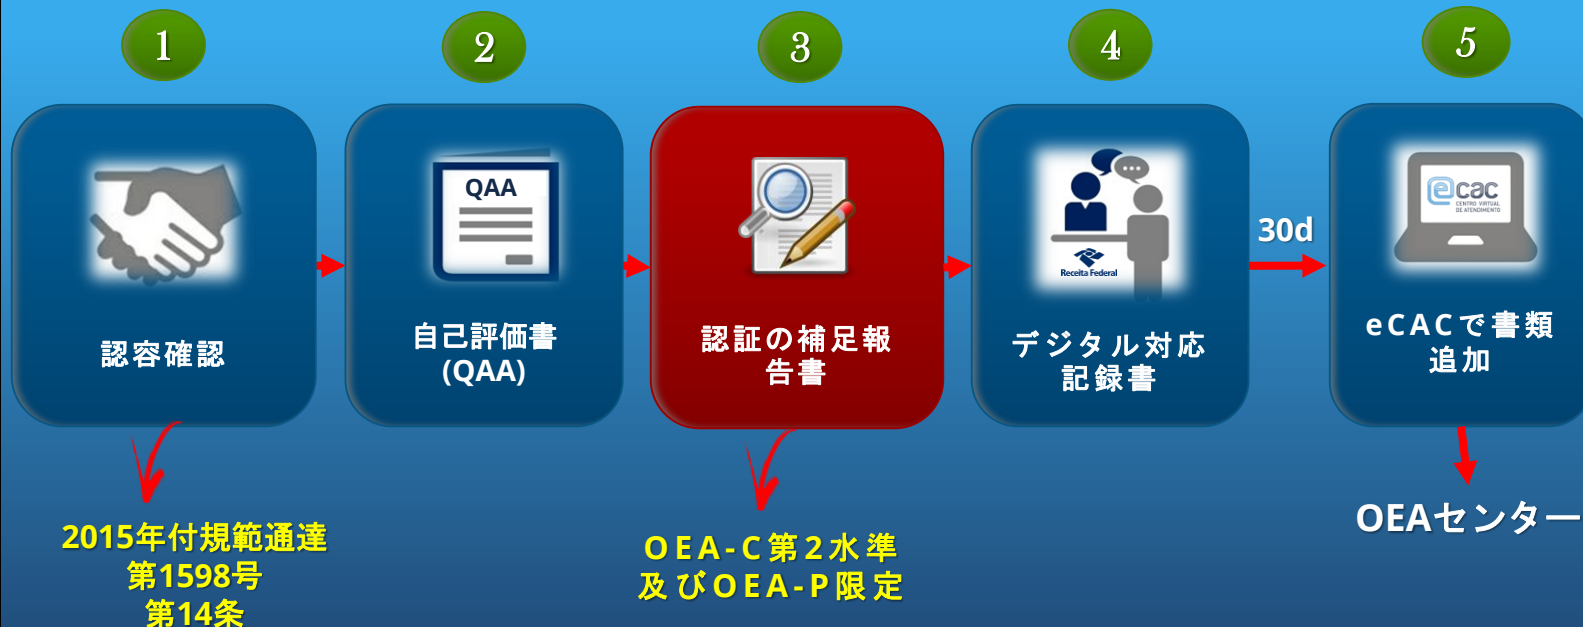 1
2
3
4
5
QAA
ecac
CENTRO VIRTUAL
DE ATENDIMENTO
Receita Federal
30d
認容確認
自己評価書
(QAA)
認証の補足報
告書
デジタル対応
記録書
eCACで書類
追加
2015年付規範通達
第1598号
第14条
OEA-C第2水準
及びOEA-P限定
OEAセンター